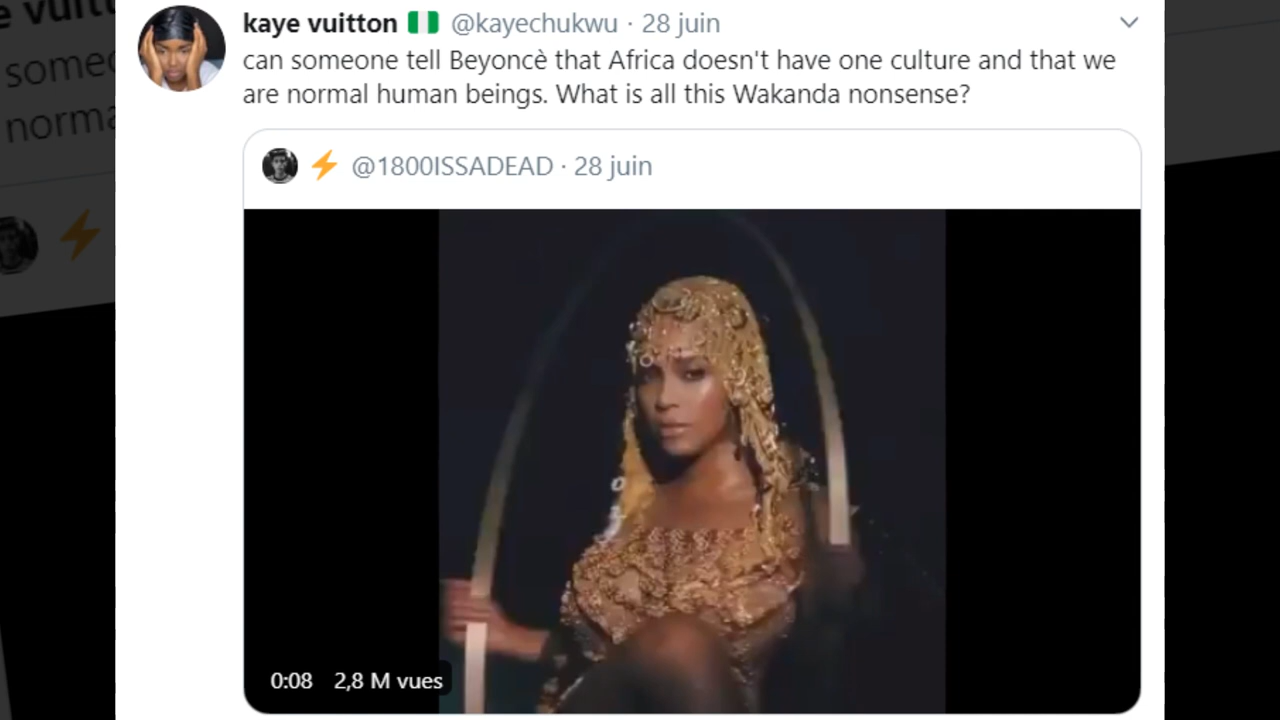 kaye vuitton 🇳🇬 @kayechukwu · 28 juin
can someone tell Beyoncè that Africa doesn't have one culture and that we
are normal human beings. What is all this Wakanda nonsense?
⚡ @1800ISSADEAD · 28 juin
0:08 2,8 M vues